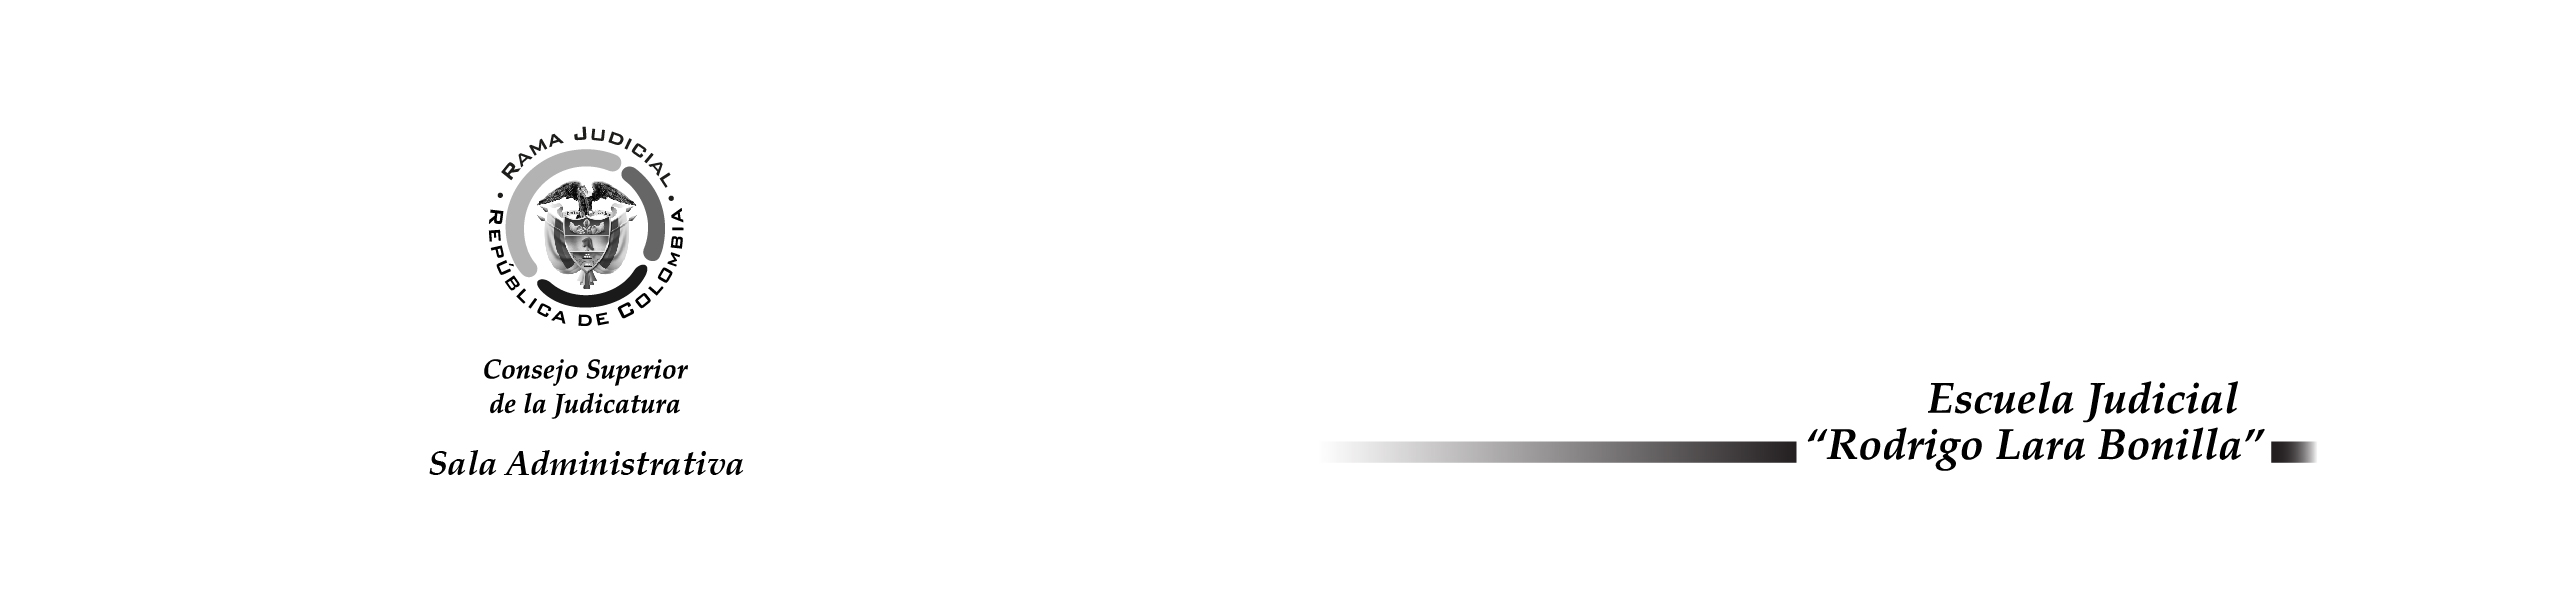 • RAMA JUDICIAL •
REPÚBLICA DE COLOMBIA
Consejo Superior
de la Judicatura
Sala Administrativa
Escuela Judicial
“Rodrigo Lara Bonilla”